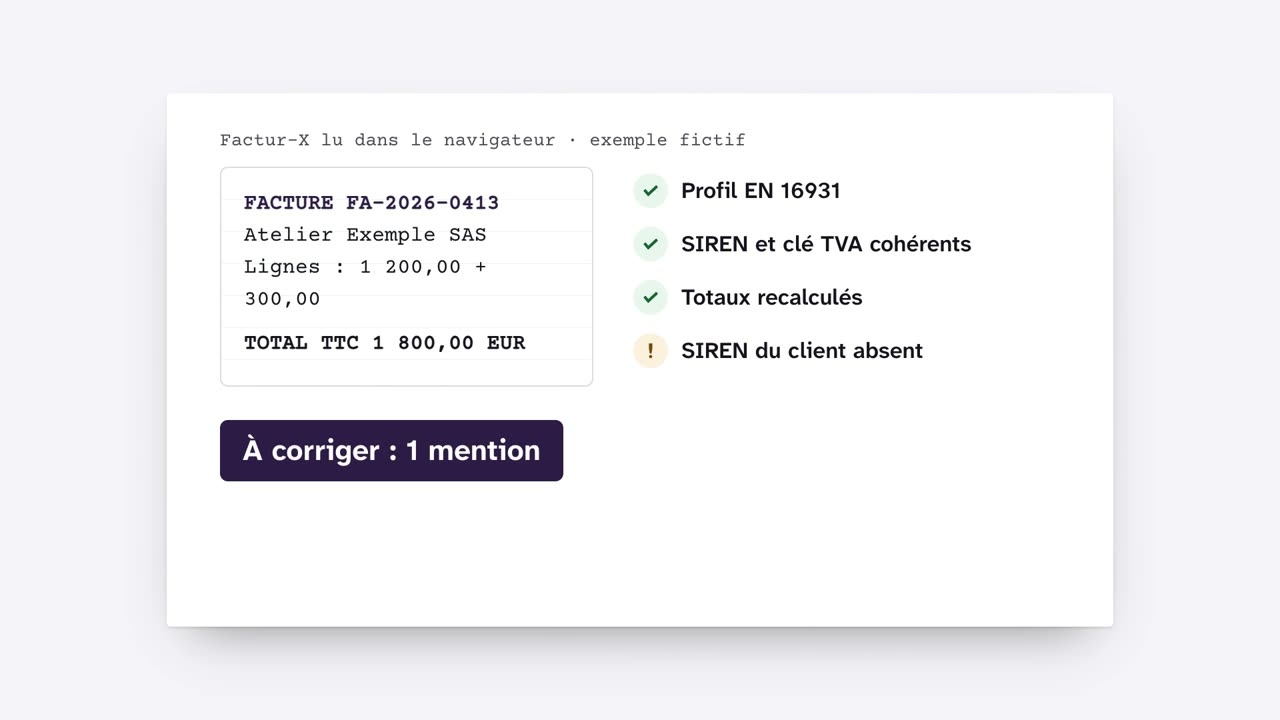 Factur-X lu dans le navigateur · exemple fictif
FACTURE FA-2026-0413
Atelier Exemple SAS
Lignes : 1 200,00 +
300,00
TOTAL TTC 1 800,00 EUR
Profil EN 16931
SIREN et clé TVA cohérents
Totaux recalculés
! SIREN du client absent
À corriger : 1 mention